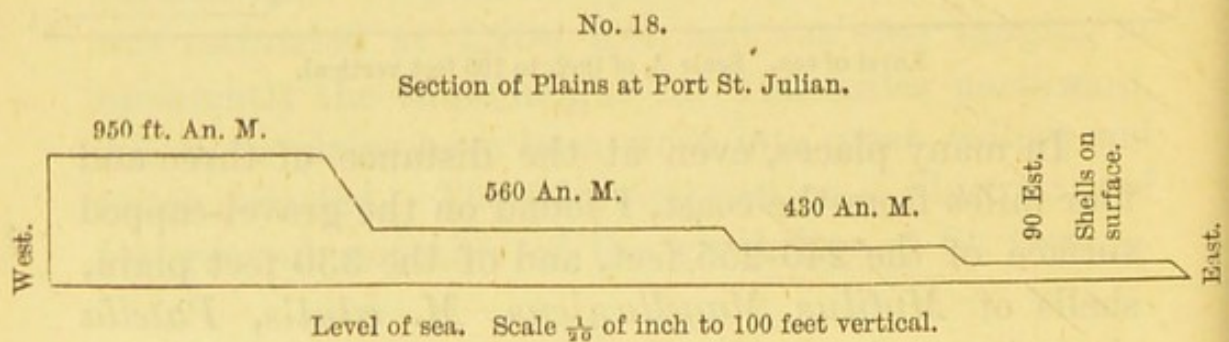 No. 18.
Section of Plains at Port St. Julian.
950 ft. An. M.
560 An. M.
430 An. M.
90 Est.
Shells on
surface.
West.
East.
Level of sea. Scale 1/20 of inch to 100 feet vertical.